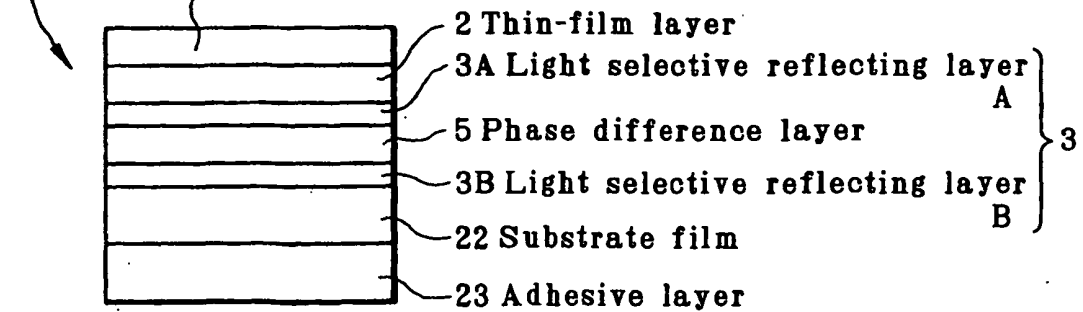 2 Thin-film layer
3A Light selective reflecting layer
A
5 Phase difference layer
3
3B Light selective reflecting layer
B
22 Substrate film
23 Adhesive layer